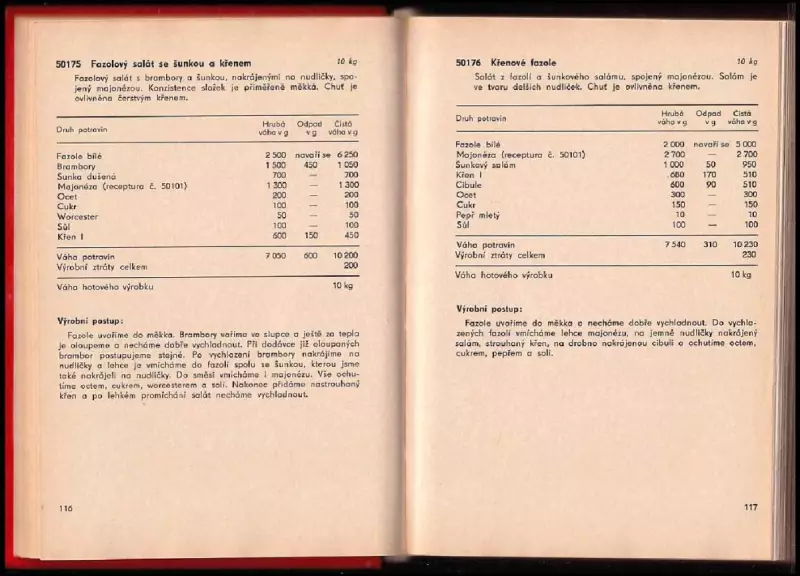 50175 Fazolový salát se šunkou a křenem 10 kg
Fazolový salát s brambory a šunkou, nakrájenými na nudličky, spo-
jený majonézou. Konzistence složek je přiměřeně měkká. Chuť je
ovlivněna čerstvým křenem.
Druh potravin Hrubá váha v g Odpad v g Čistá váha v g
Fazole bílé 2 500 navaří se 6 250
Brambory 1 500 450 1 050
Šunka dušená 700 — 700
Majonéza (receptura č. 50101) 1 300 — 1 300
Ocet 200 — 200
Cukr 100 — 100
Worcester 50 — 50
Sůl 100 — 100
Křen I 600 150 450
Váha potravin 7 050 600 10 200
Výrobní ztráty celkem 200
Váha hotového výrobku 10 kg
Výrobní postup:
Fazole uvaříme do měkka. Brambory vaříme ve slupce a ještě za tepla
je oloupeme a necháme dobře vychladnout. Při dodávce již oloupaných
brambor postupujeme stejně. Po vychlazení brambory nakrájíme na
nudličky a lehce je vmícháme do fazolí spolu se šunkou, kterou jsme
také nakrájeli na nudličky. Do směsi vmícháme i majonézu. Vše ochu-
tíme octem, cukrem, worcesterem a solí. Nakonec přidáme nastrouhaný
křen a po lehkém promíchání salát necháme vychladnout.
116
50176 Křenové fazole 10 kg
Salát z fazolí a šunkového salámu, spojený majonézou. Salám je
ve tvaru delších nudliček. Chuť je ovlivněna křenem.
Druh potravin Hrubá váha v g Odpad v g Čistá váha v g
Fazole bílé 2 000 navaří se 5 000
Majonéza (receptura č. 50101) 2 700 — 2 700
Šunkový salám 1 000 50 950
Křen I 680 170 510
Cibule 600 90 510
Ocet 300 — 300
Cukr 150 — 150
Pepř mletý 10 — 10
Sůl 100 — 100
Váha potravin 7 540 310 10 230
Výrobní ztráty celkem 230
Váha hotového výrobku 10 kg
Výrobní postup:
Fazole uvaříme do měkka a necháme dobře vychladnout. Do vychla-
zených fazolí vmícháme lehce majonézu, na jemné nudličky nakrájený
salám, strouhaný křen, na drobno nakrájenou cibuli a ochutíme octem,
cukrem, pepřem a solí.
117